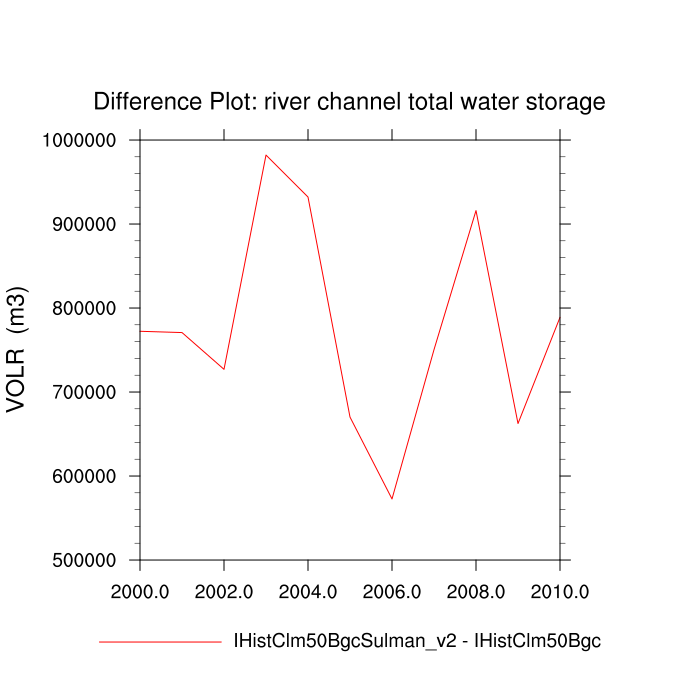 Difference Plot: river channel total water storage
1000000
900000
800000
700000
600000
500000
VOLR (m3)
2000.0 2002.0 2004.0 2006.0 2008.0 2010.0
IHistClm50BgcSulman_v2 - IHistClm50Bgc